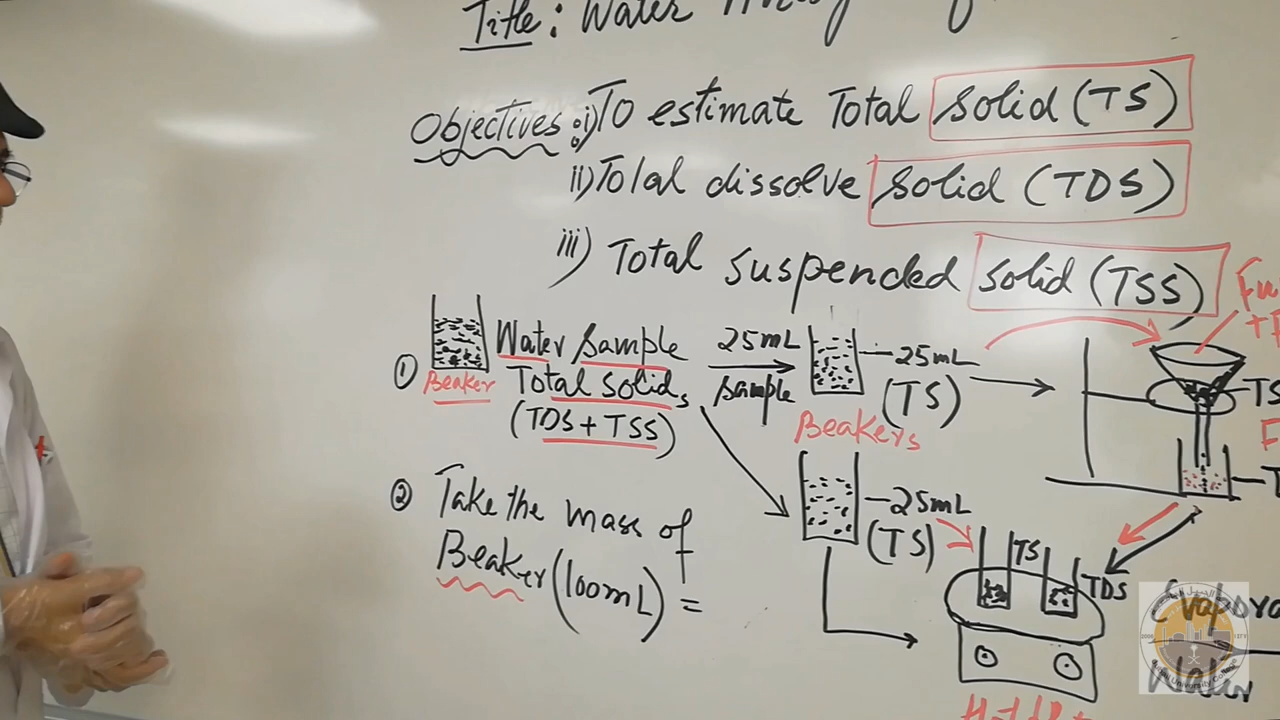 Title: Water
Objectives: i) To estimate Total solid (TS)
ii) Total dissolve solid (TDS)
iii) Total suspended solid (TSS)
① Beaker
Water sample
Total solids
(TDS + TSS)
25mL
sample
25mL
(TS)
Beakers
25mL
(TS)
② Take the mass of
Beaker (100mL) =
TS
TDS
Water